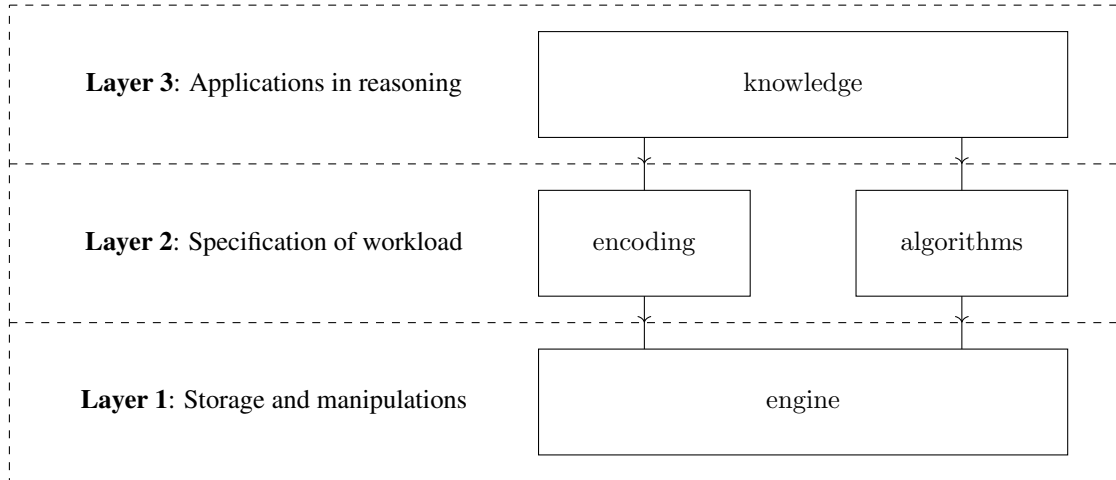 Layer 3: Applications in reasoning
knowledge
Layer 2: Specification of workload
encoding
algorithms
Layer 1: Storage and manipulations
engine